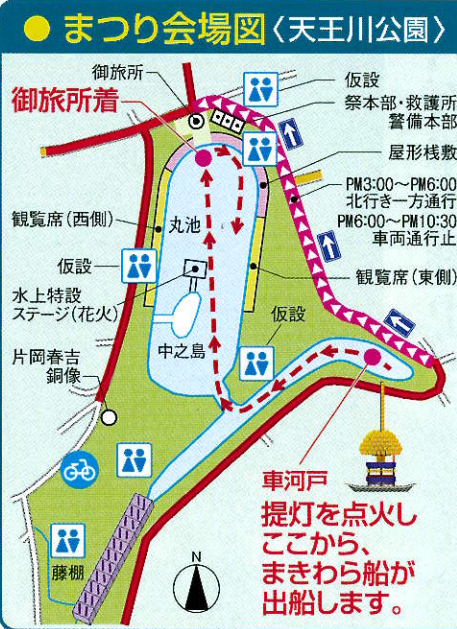 ● まつり会場図〈天王川公園〉
御旅所
御旅所着
仮設
祭本部・救護所
警備本部
屋形桟敷
PM3:00～PM6:00
北行き一方通行
PM6:00～PM10:30
車両通行止
観覧席(西側)
丸池
仮設
水上特設
ステージ(花火)
観覧席(東側)
仮設
中之島
片岡春吉
銅像
車河戸
提灯を点火し
ここから、
まきわら船が
出船します。
藤棚
N